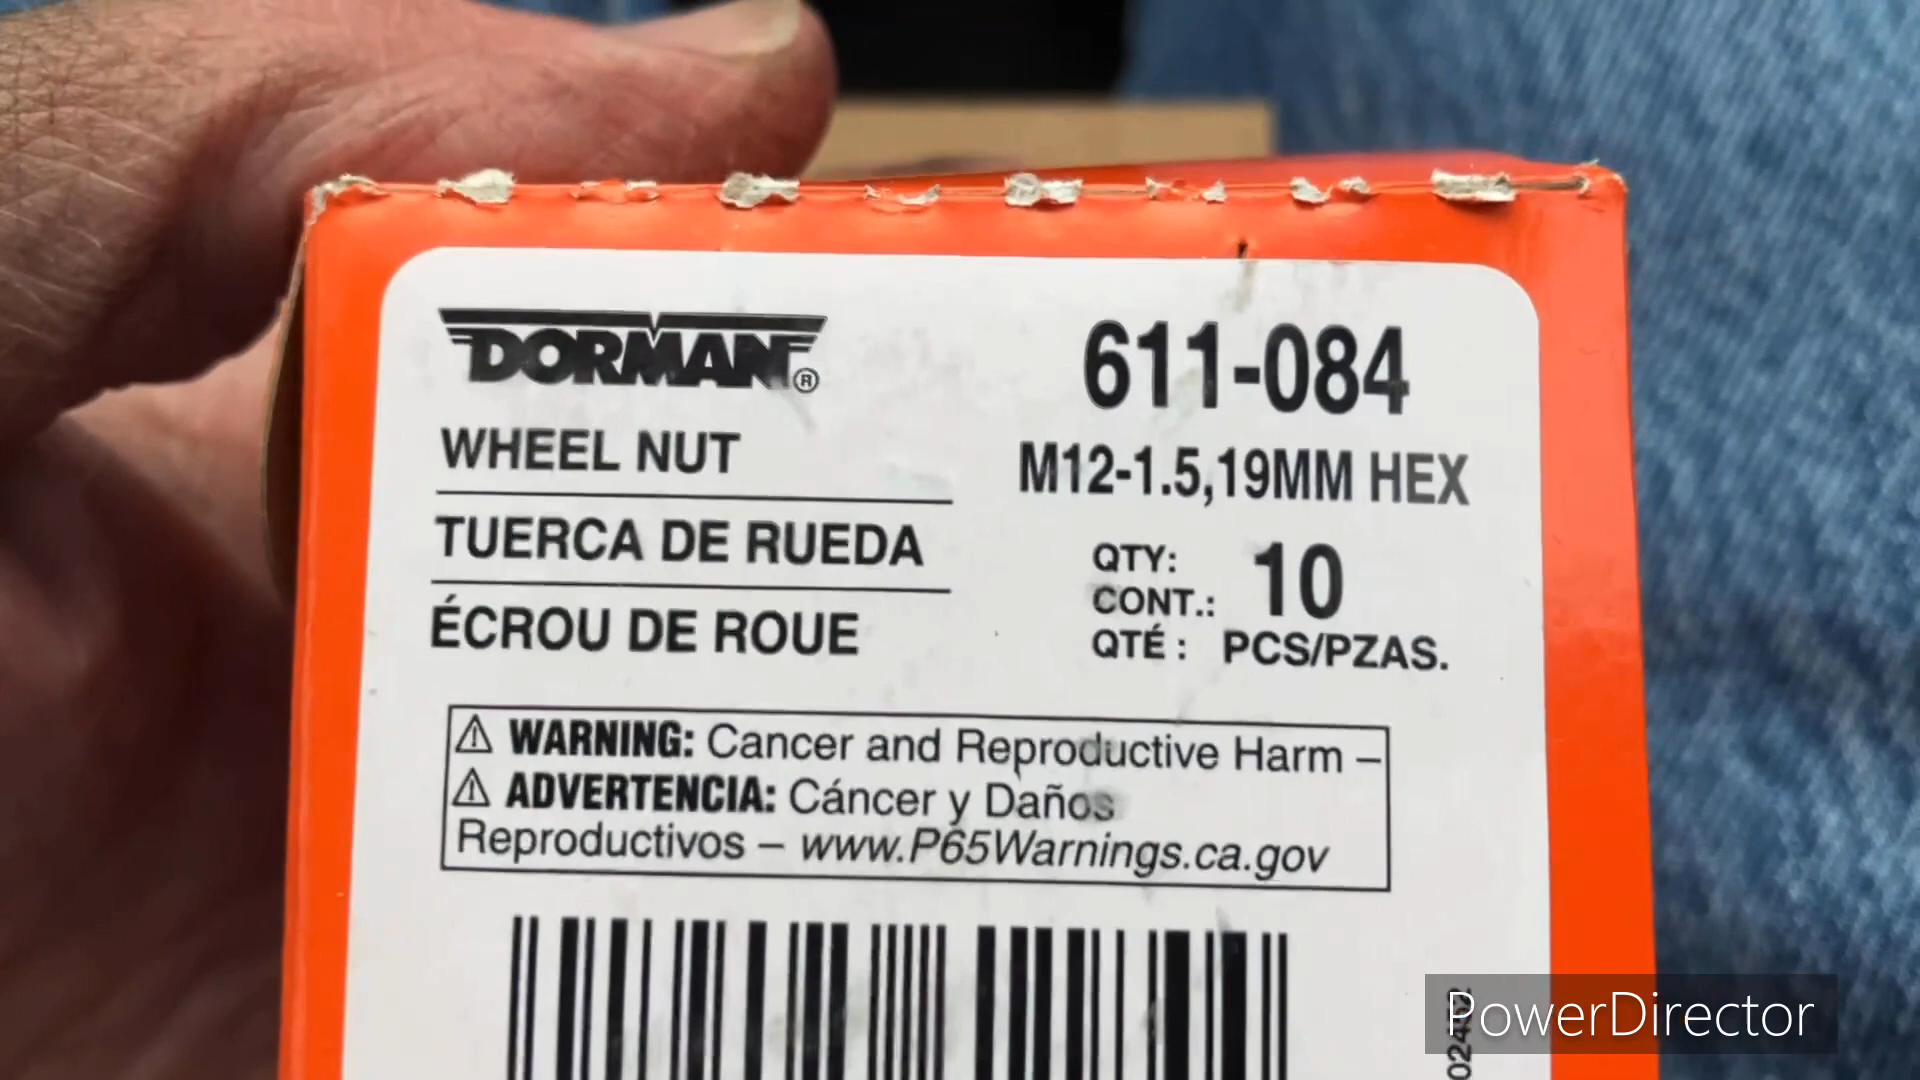 DORMAN®
611-084
WHEEL NUT
M12-1.5,19MM HEX
TUERCA DE RUEDA
ÉCROU DE ROUE
QTY:
CONT.: 10
QTÉ : PCS/PZAS.
⚠ WARNING: Cancer and Reproductive Harm –
⚠ ADVERTENCIA: Cáncer y Daños
Reproductivos – www.P65Warnings.ca.gov
PowerDirector